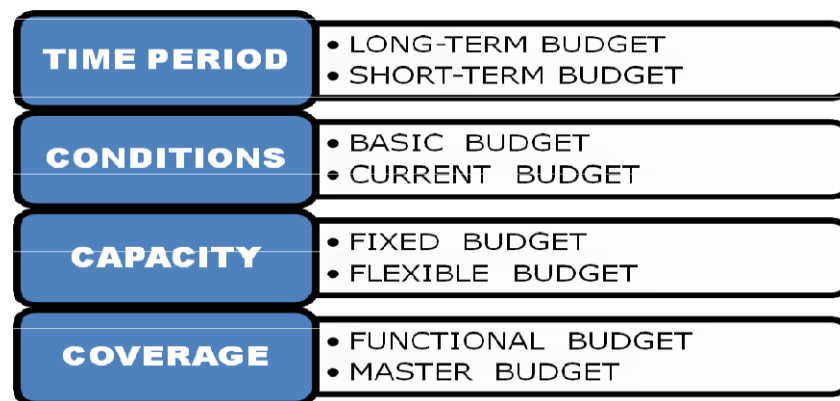 TIME PERIOD
• LONG-TERM BUDGET
• SHORT-TERM BUDGET
CONDITIONS
• BASIC BUDGET
• CURRENT BUDGET
CAPACITY
• FIXED BUDGET
• FLEXIBLE BUDGET
COVERAGE
• FUNCTIONAL BUDGET
• MASTER BUDGET